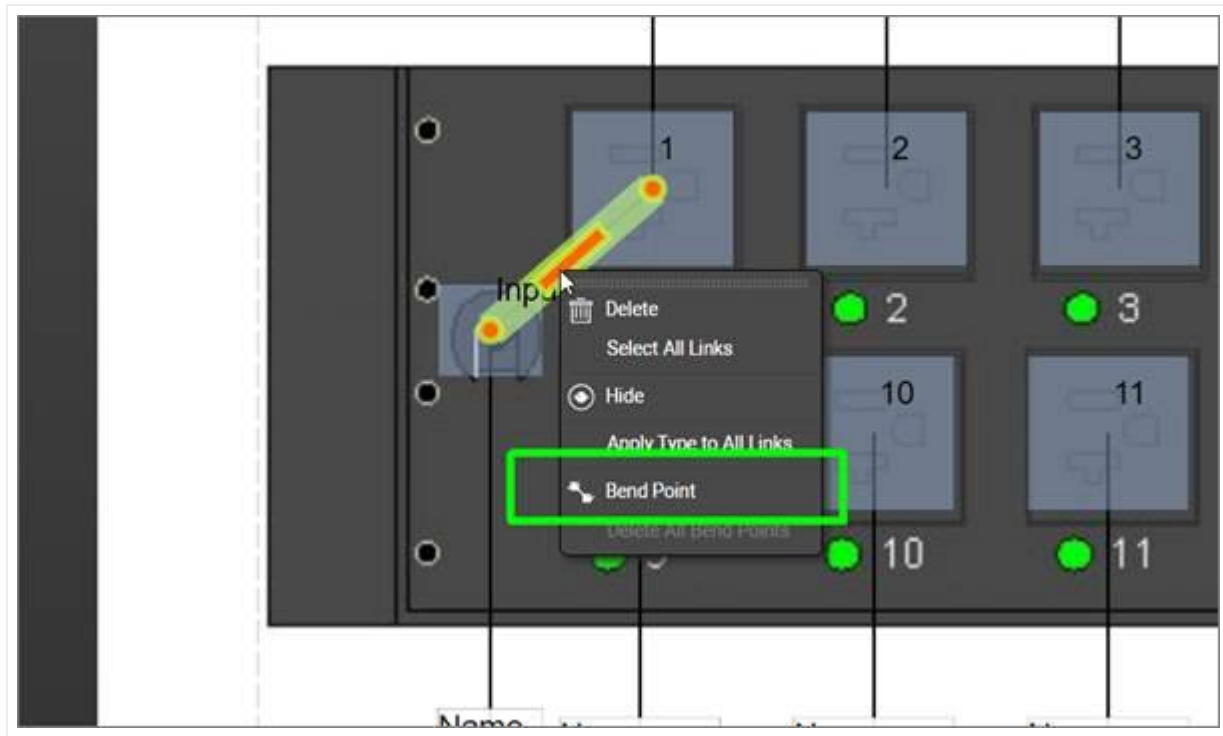 1
2
3
Input
Delete
2
3
Select All Links
Hide
10
11
Apply Type to All Links
Bend Point
Delete All Bend Points
10
11
Name